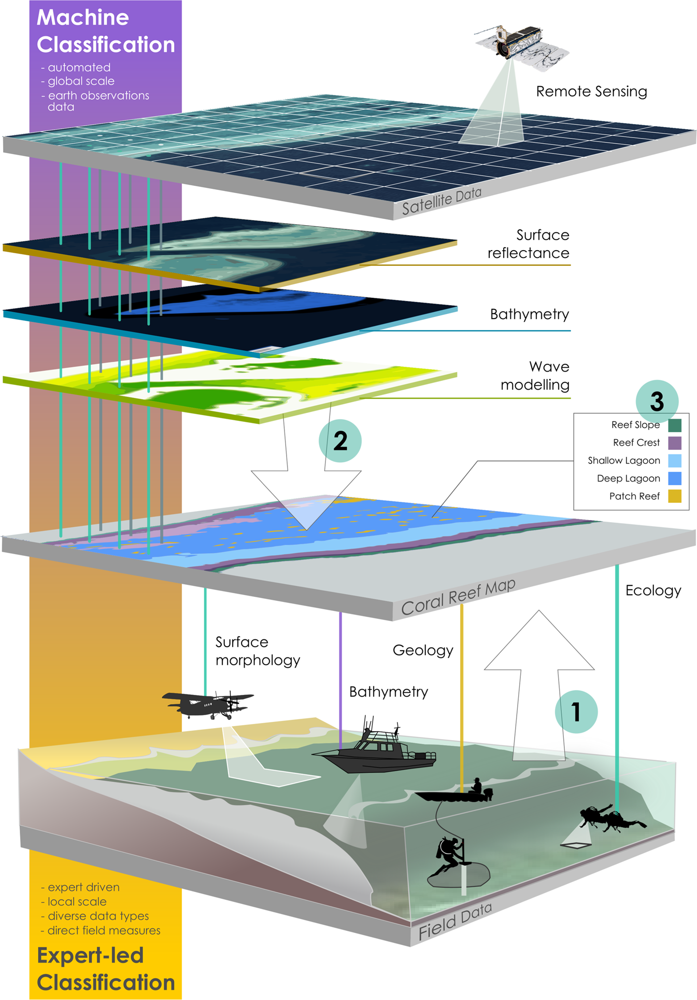 Machine
Classification
- automated
- global scale
- earth observations
data
Remote Sensing
Satellite Data
Surface
reflectance
Bathymetry
Wave
modelling
3
Reef Slope
Reef Crest
Shallow Lagoon
Deep Lagoon
Patch Reef
2
Coral Reef Map
Ecology
Surface
morphology
Geology
Bathymetry
1
Field Data
- expert driven
- local scale
- diverse data types
- direct field measures
Expert-led
Classification